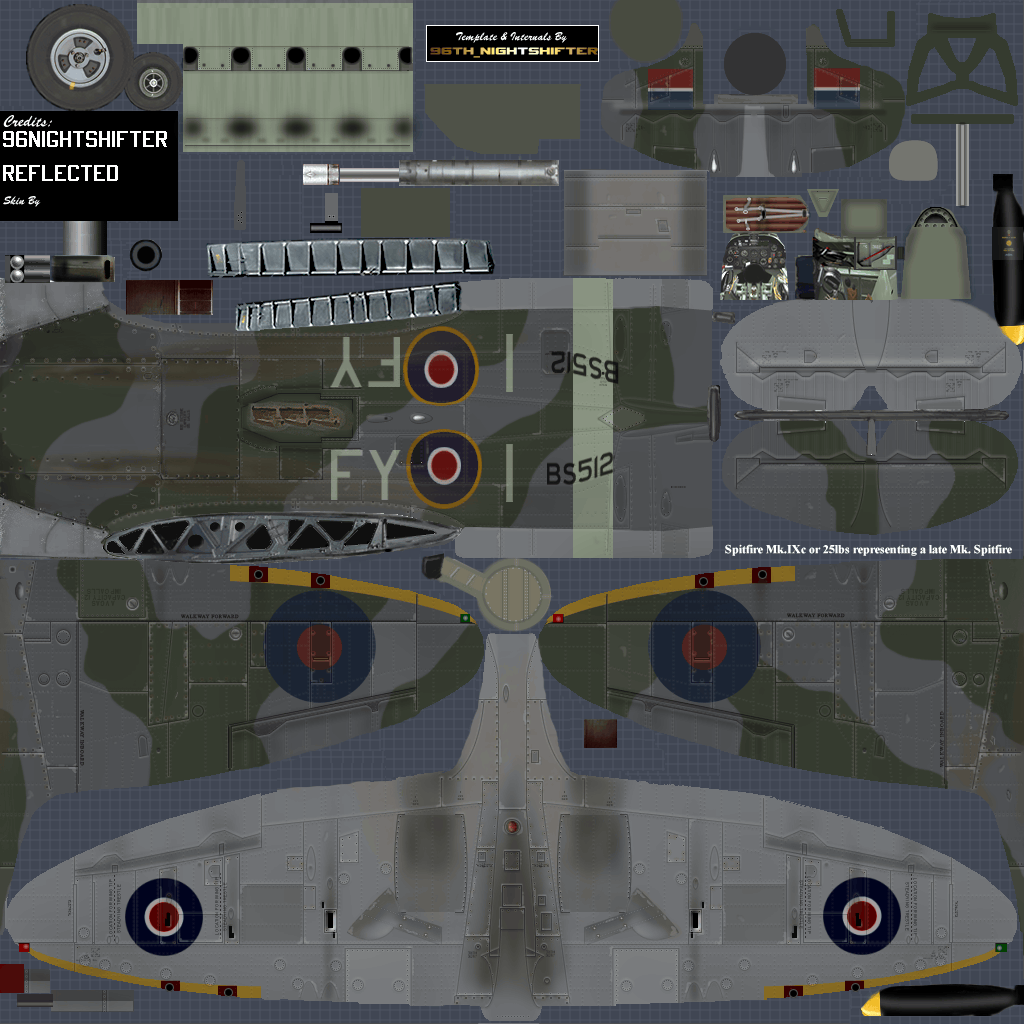 Template & Internals By
96TH_NIGHTSHIFTER
Credits:
96NIGHTSHIFTER
REFLECTED
Skin By
FY
BS512
FY
BS512
Spitfire Mk.IXc or 25lbs representing a late Mk. Spitfire
WALKWAY FORWARD
WALKWAY FORWARD